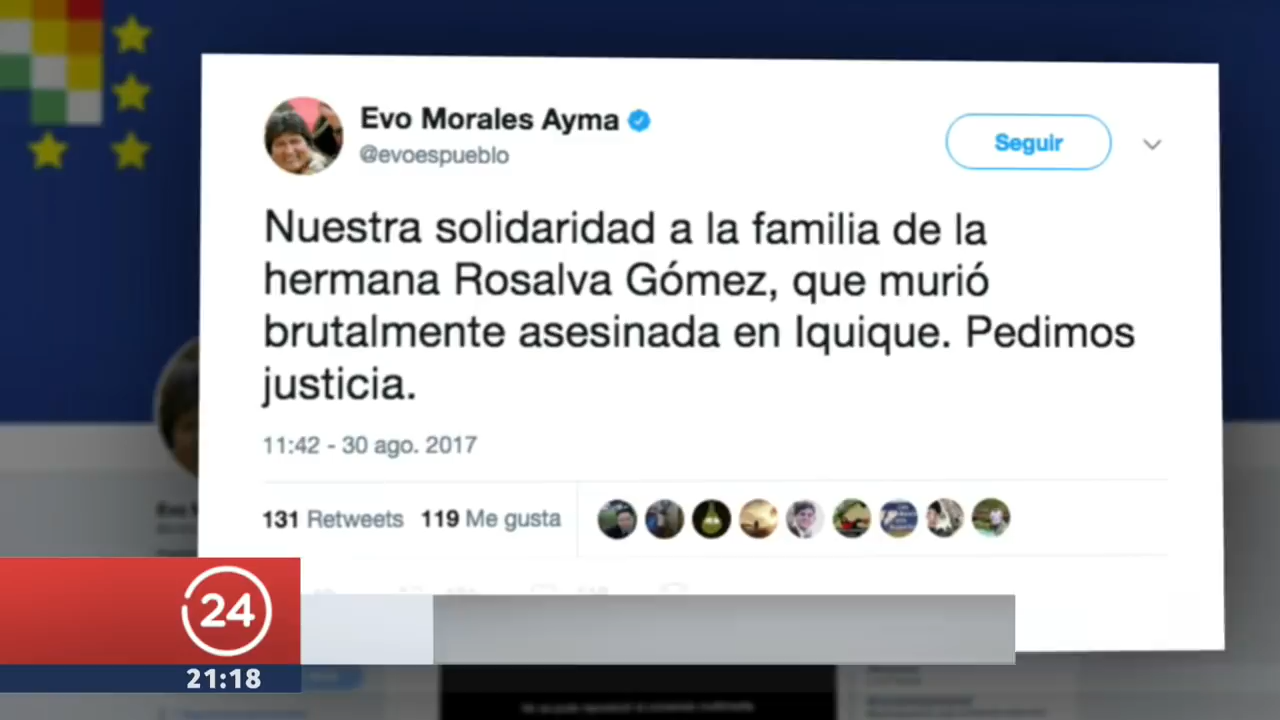 Evo Morales Ayma
@evoespueblo
Seguir
Nuestra solidaridad a la familia de la
hermana Rosalva Gómez, que murió
brutalmente asesinada en Iquique. Pedimos
justicia.
11:42 - 30 ago. 2017
131 Retweets 119 Me gusta
24
21:18